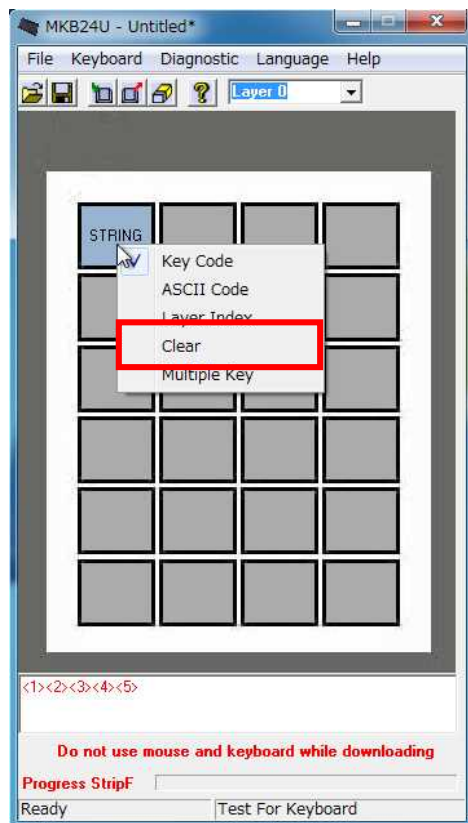 MKB24U - Untitled*
File Keyboard Diagnostic Language Help
Layer 0
STRING
Key Code
ASCII Code
Layer Index
Clear
Multiple Key
<1><2><3><4><5>
Do not use mouse and keyboard while downloading
Progress StripF
Ready Test For Keyboard